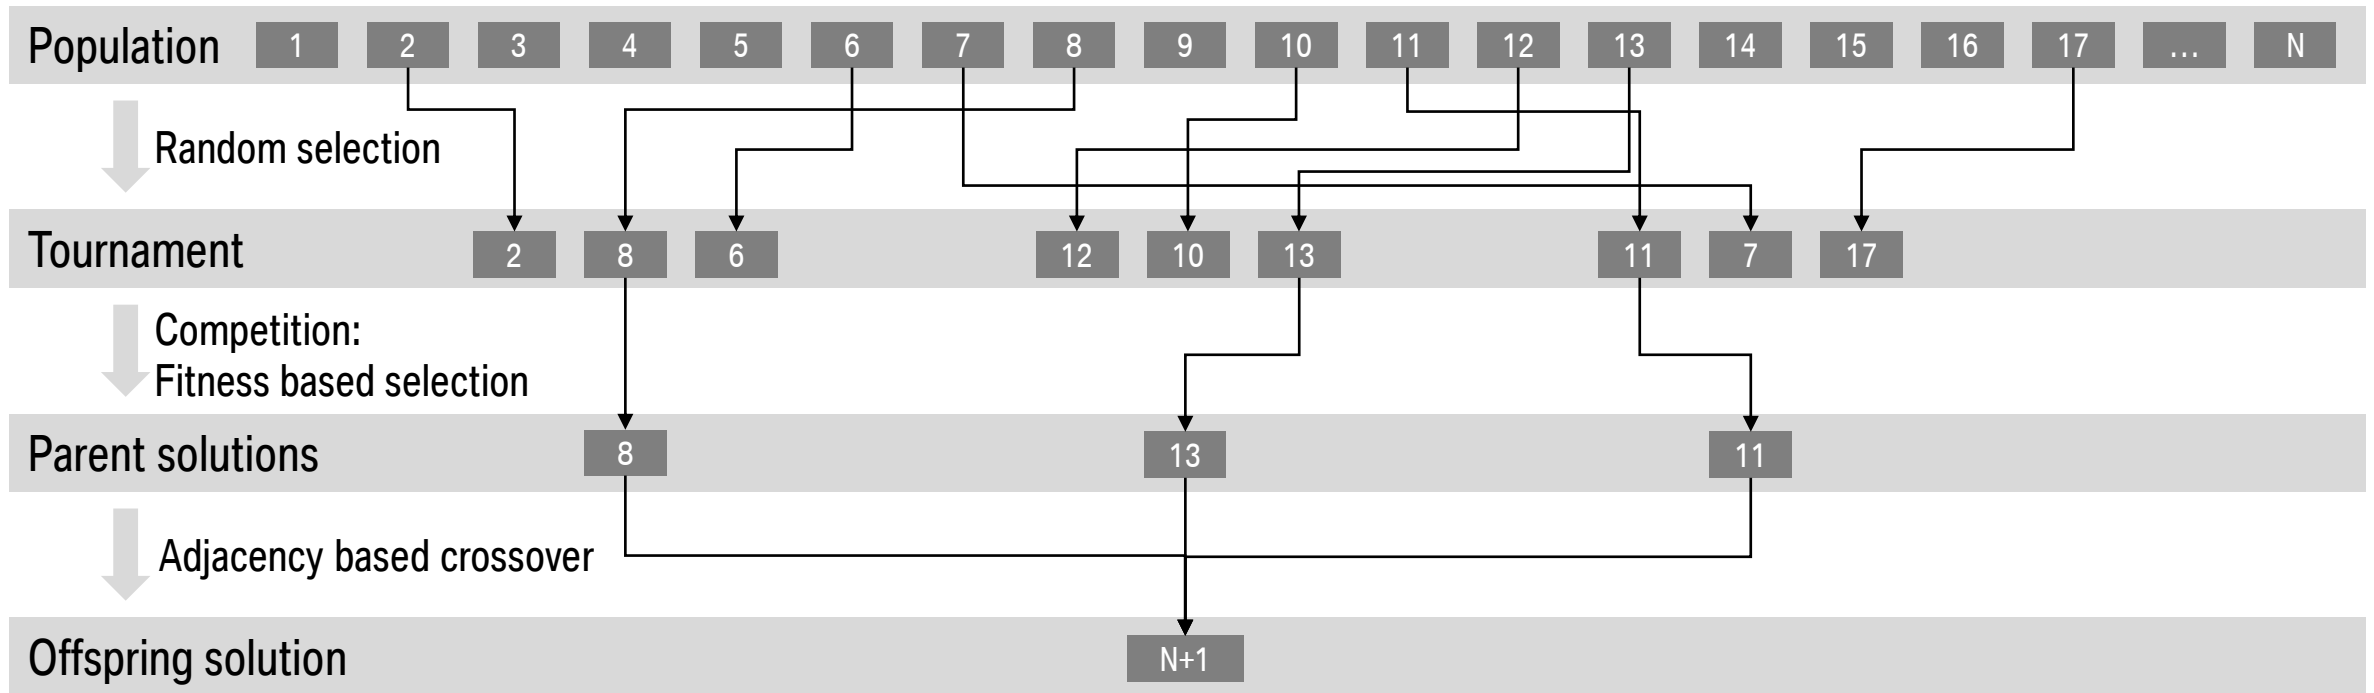 Population 1 2 3 4 5 6 7 8 9 10 11 12 13 14 15 16 17 ... N
Random selection
Tournament 2 8 6 12 10 13 11 7 17
Competition:
Fitness based selection
Parent solutions 8 13 11
Adjacency based crossover
Offspring solution N+1